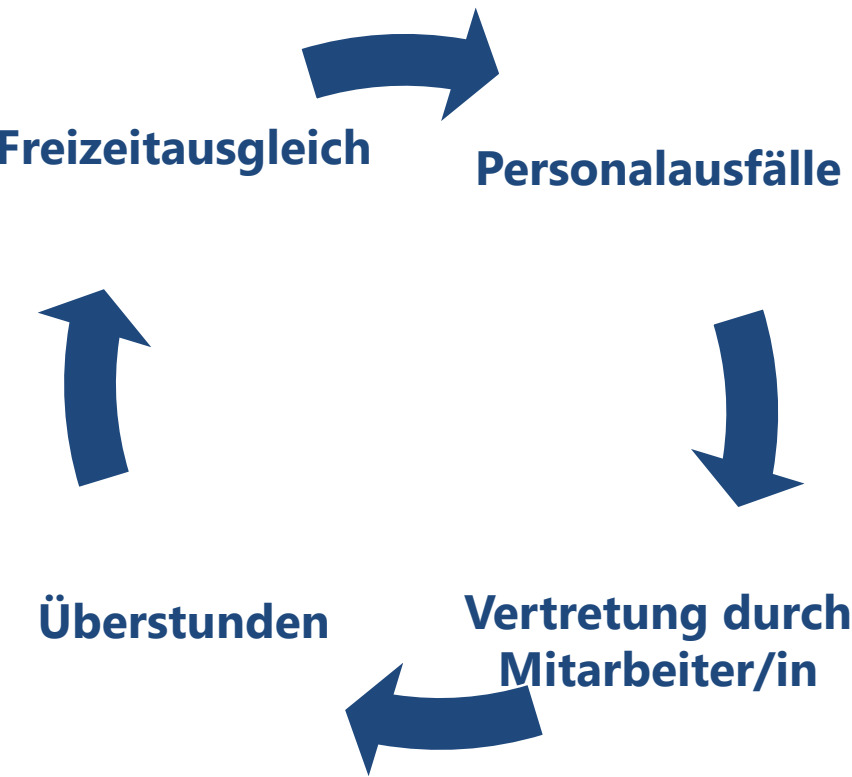 Freizeitausgleich
Personalausfälle
Überstunden
Vertretung durch
Mitarbeiter/in